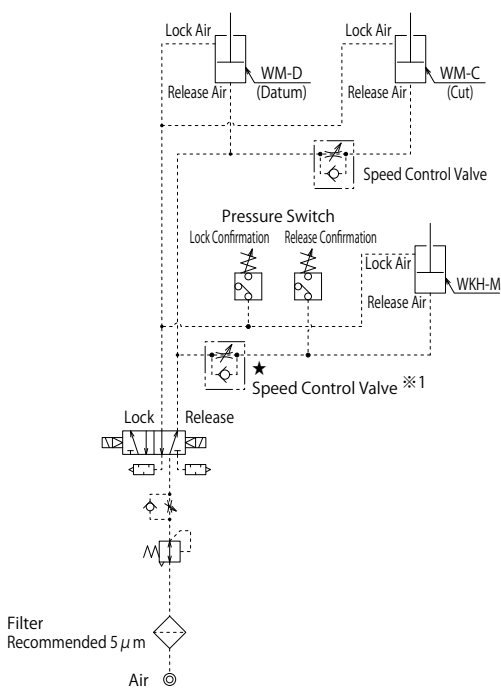 Lock Air
WM-D
(Datum)
Release Air
Lock Air
WM-C
(Cut)
Release Air
Speed Control Valve
Pressure Switch
Lock Confirmation
Release Confirmation
Lock Air
WKH-M
Release Air
★
Speed Control Valve ※1
Lock
Release
Filter
Recommended 5 μ m
Air